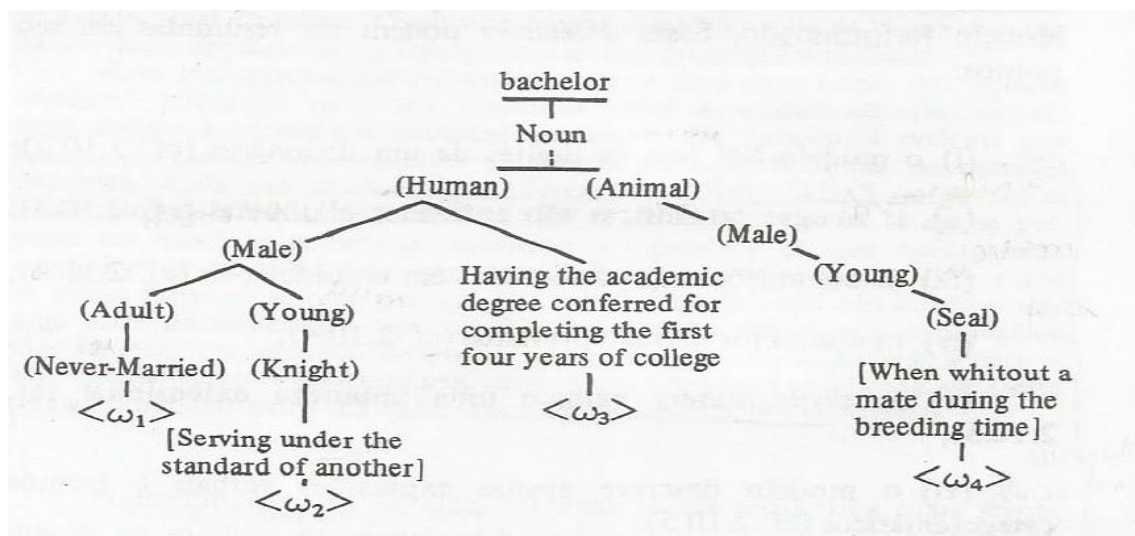 bachelor
Noun
(Human) (Animal)
(Male) (Male)
Having the academic (Young)
degree conferred for
(Adult) (Young) (Seal)
completing the first
four years of college
(Never-Married) (Knight) [When whitout a
mate during the
<ω1> <ω3> breeding time]
[Serving under the
standard of another]
<ω4>
<ω2>